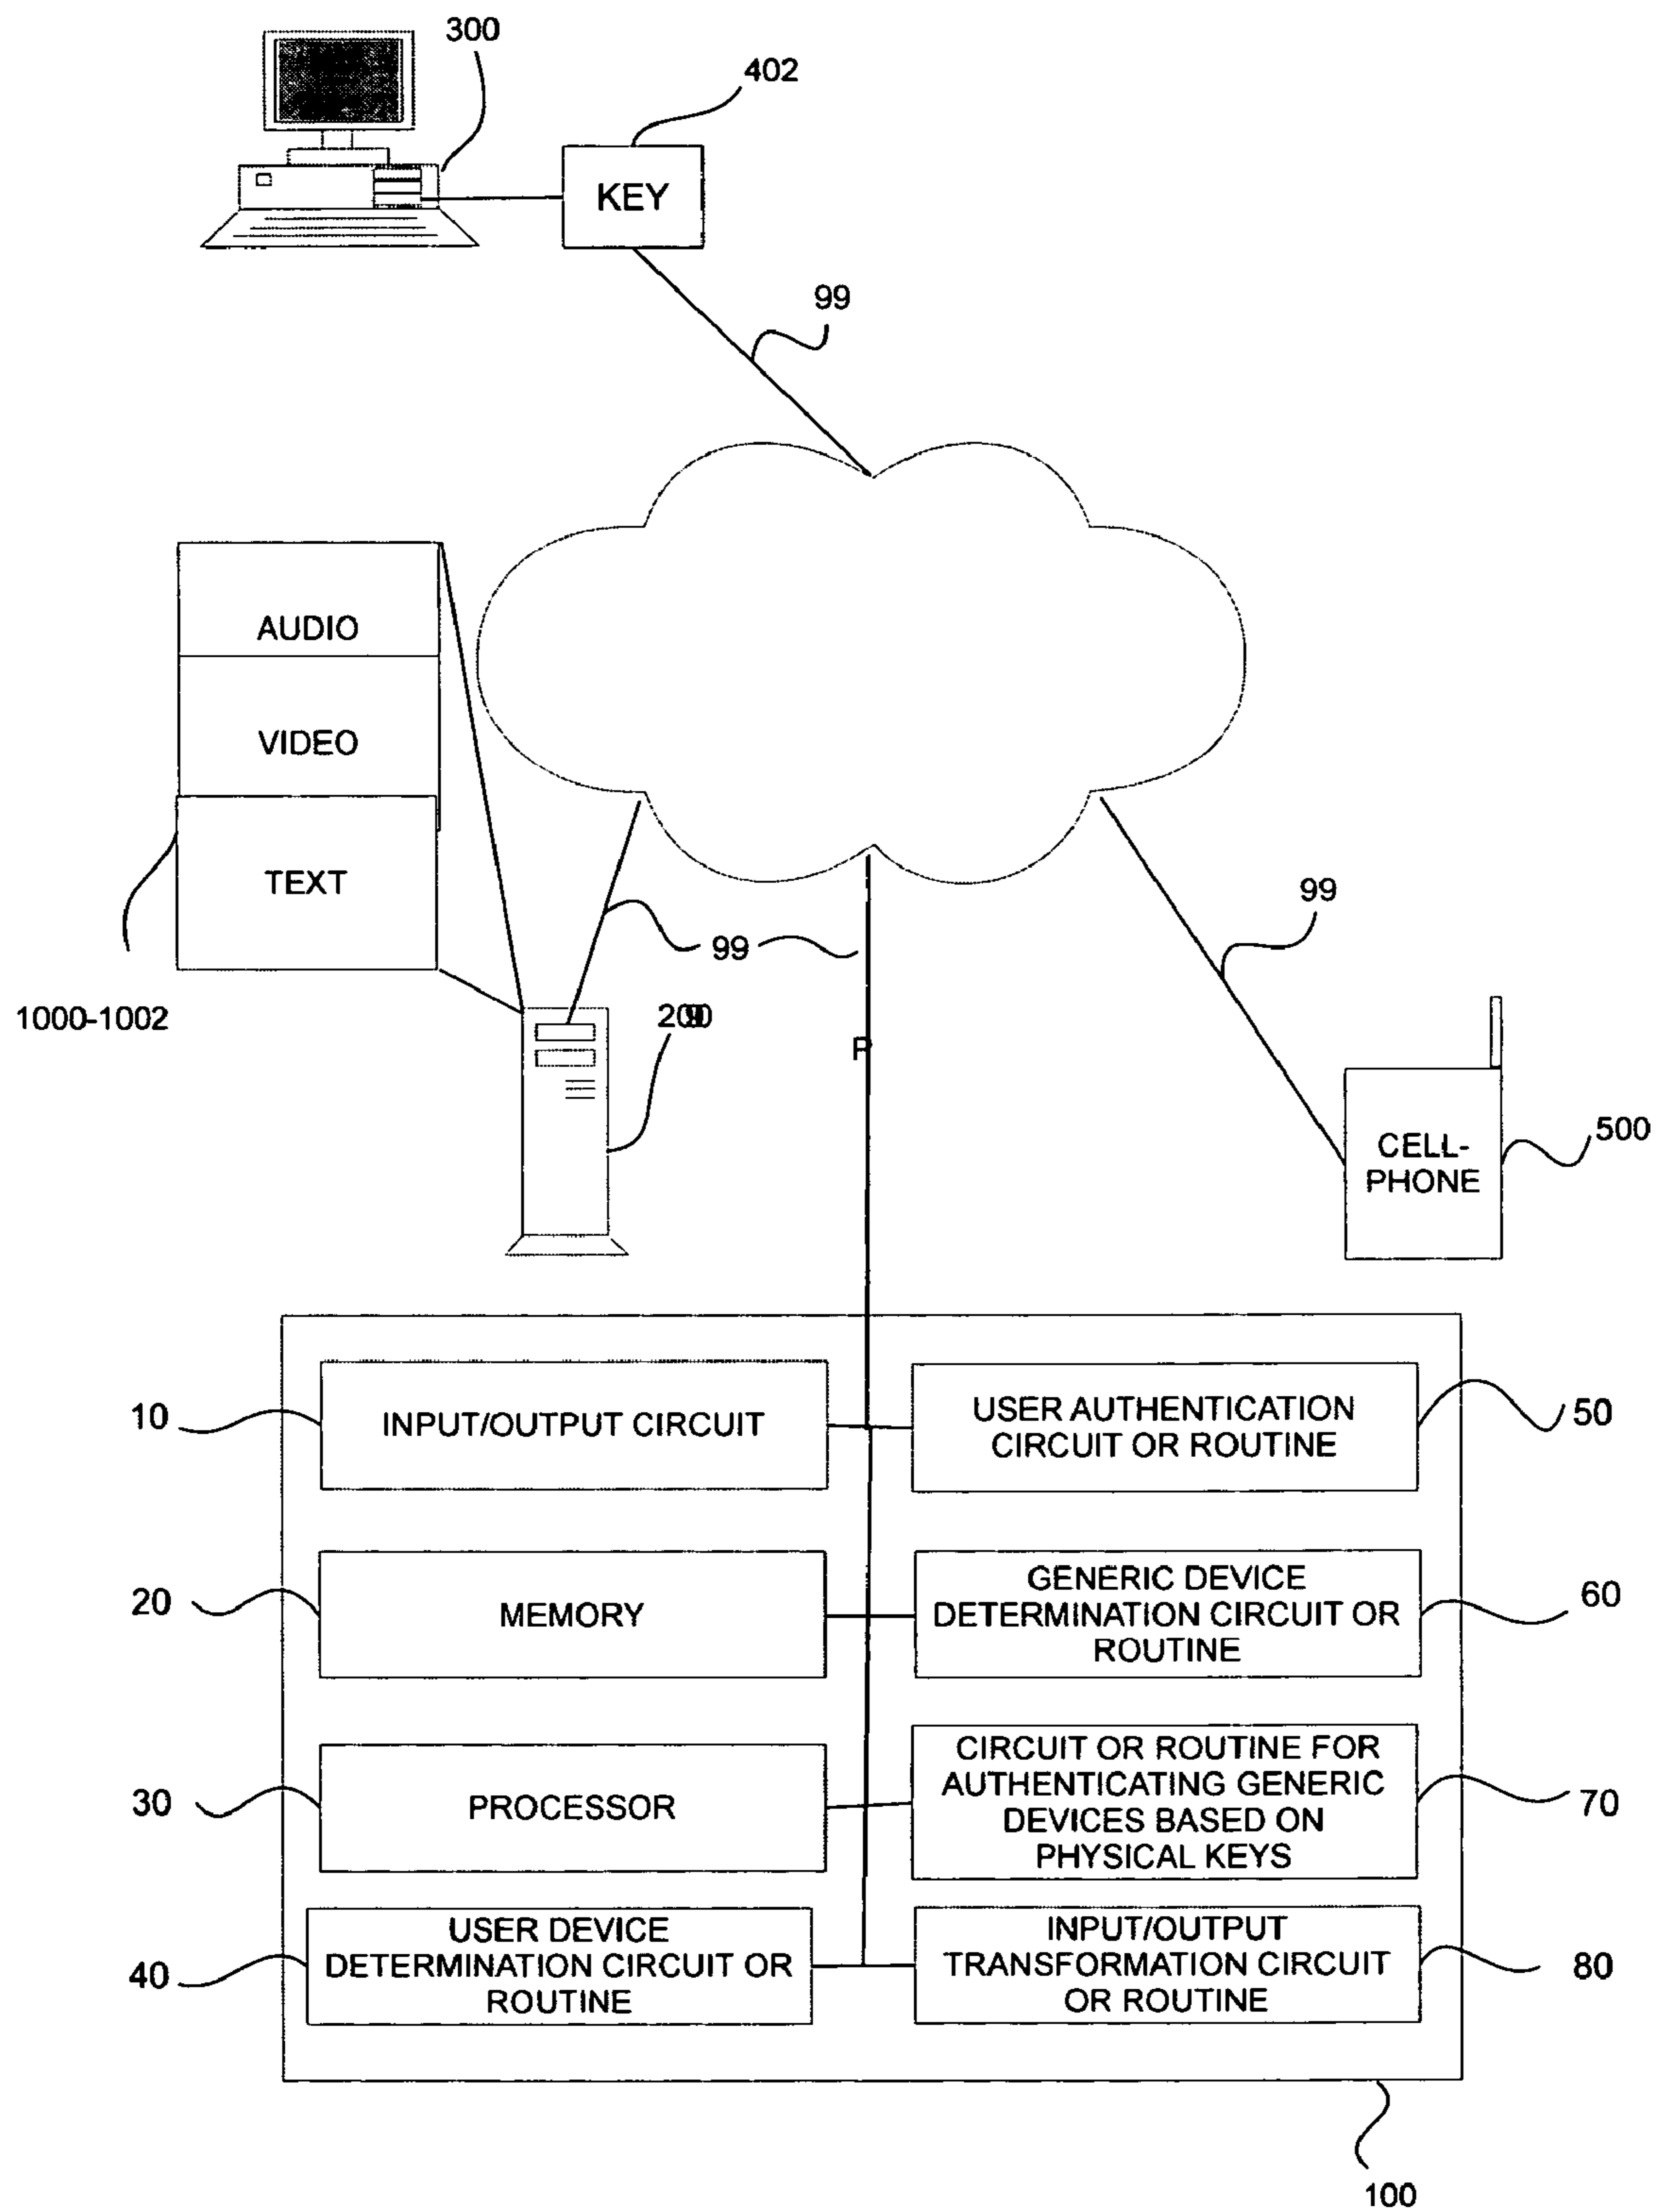 300
402
KEY
99
AUDIO
VIDEO
TEXT
99
99
1000-1002
P
CELL-
PHONE
500
10
INPUT/OUTPUT CIRCUIT
USER AUTHENTICATION
CIRCUIT OR ROUTINE
50
20
MEMORY
GENERIC DEVICE
DETERMINATION CIRCUIT OR
ROUTINE
60
30
PROCESSOR
CIRCUIT OR ROUTINE FOR
AUTHENTICATING GENERIC
DEVICES BASED ON
PHYSICAL KEYS
70
40
USER DEVICE
DETERMINATION CIRCUIT OR
ROUTINE
INPUT/OUTPUT
TRANSFORMATION CIRCUIT
OR ROUTINE
80
100